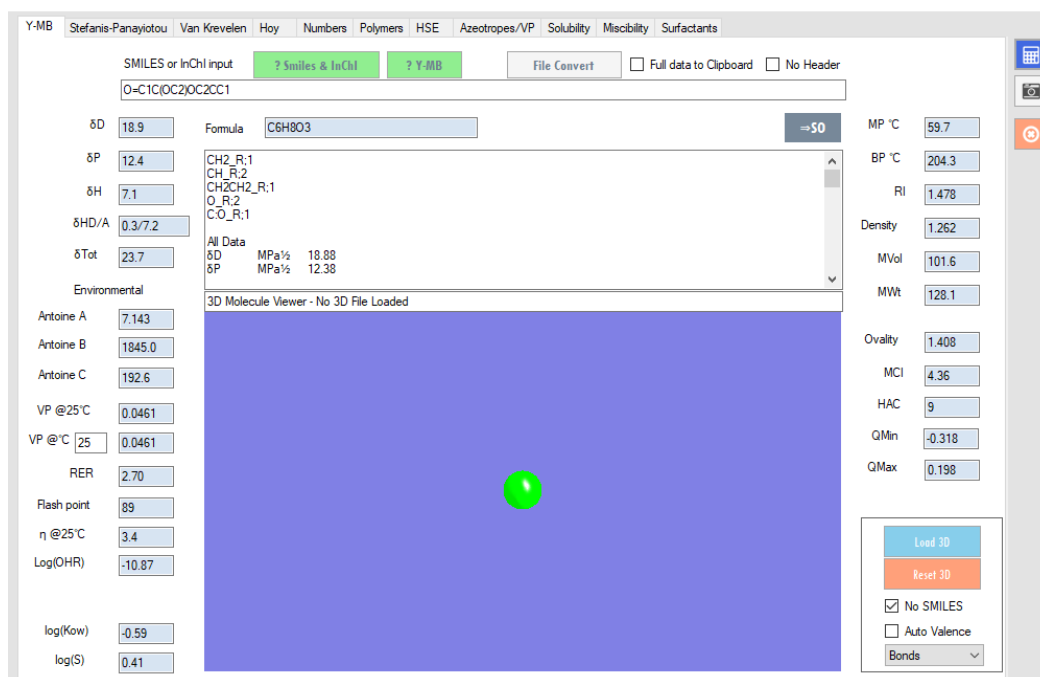 Y-MB Stefanis-Panayiotou Van Krevelen Hoy Numbers Polymers HSE Azeotropes/VP Solubility Miscibility Surfactants
SMILES or InChI input ? Smiles & InChI ? Y-MB File Convert Full data to Clipboard No Header
O=C1C(OC2)OC2CC1
δD 18.9 Formula C6H8O3 ⇒SO MP °C 59.7
δP 12.4 BP °C 204.3
δH 7.1 RI 1.478
δHD/A 0.3/7.2 Density 1.262
δTot 23.7 MVol 101.6
CH2_R;1
CH_R;2
CH2CH2_R;1
O_R;2
C:O_R;1
All Data
δD MPa½ 18.88
δP MPa½ 12.38
Environmental MWt 128.1
3D Molecule Viewer - No 3D File Loaded
Antoine A 7.143
Antoine B 1845.0 Ovality 1.408
Antoine C 192.6 MCI 4.36
VP @25°C 0.0461 HAC 9
VP @°C 25 0.0461 QMin -0.318
RER 2.70 QMax 0.198
Flash point 89
η @25°C 3.4 Load 3D
Log(OHR) -10.87 Reset 3D
No SMILES
log(Kow) -0.59 Auto Valence
log(S) 0.41 Bonds